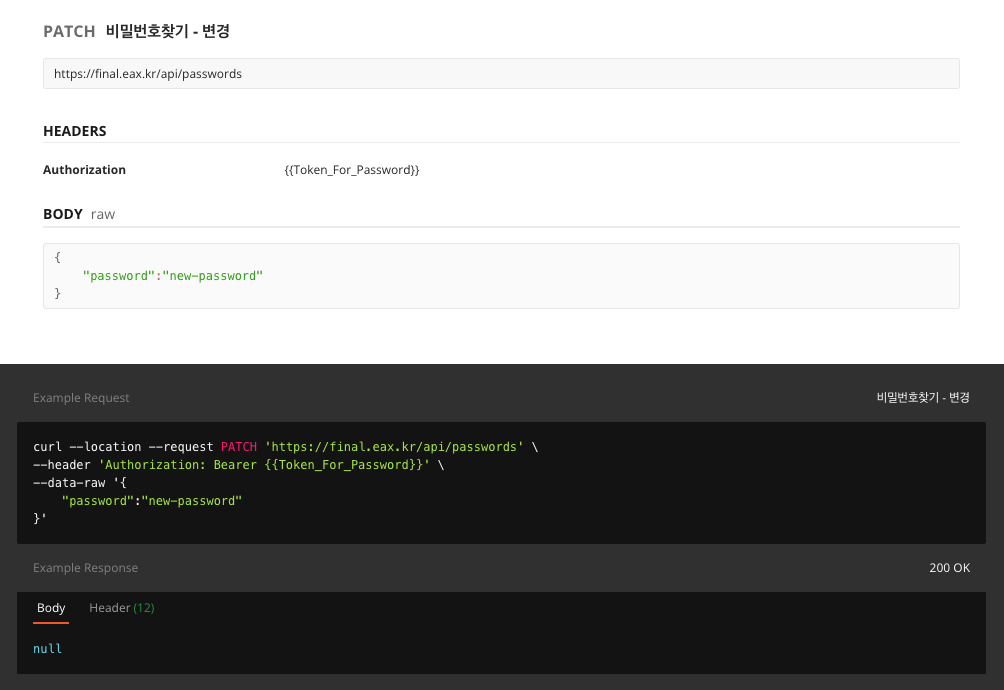 PATCH 비밀번호찾기 - 변경
https://final.eax.kr/api/passwords
HEADERS
Authorization {{Token_For_Password}}
BODY raw
{
    "password":"new-password"
}
Example Request 비밀번호찾기 - 변경
curl --location --request PATCH 'https://final.eax.kr/api/passwords' \
--header 'Authorization: Bearer {{Token_For_Password}}' \
--data-raw '{
    "password":"new-password"
}'
Example Response 200 OK
Body Header (12)
null